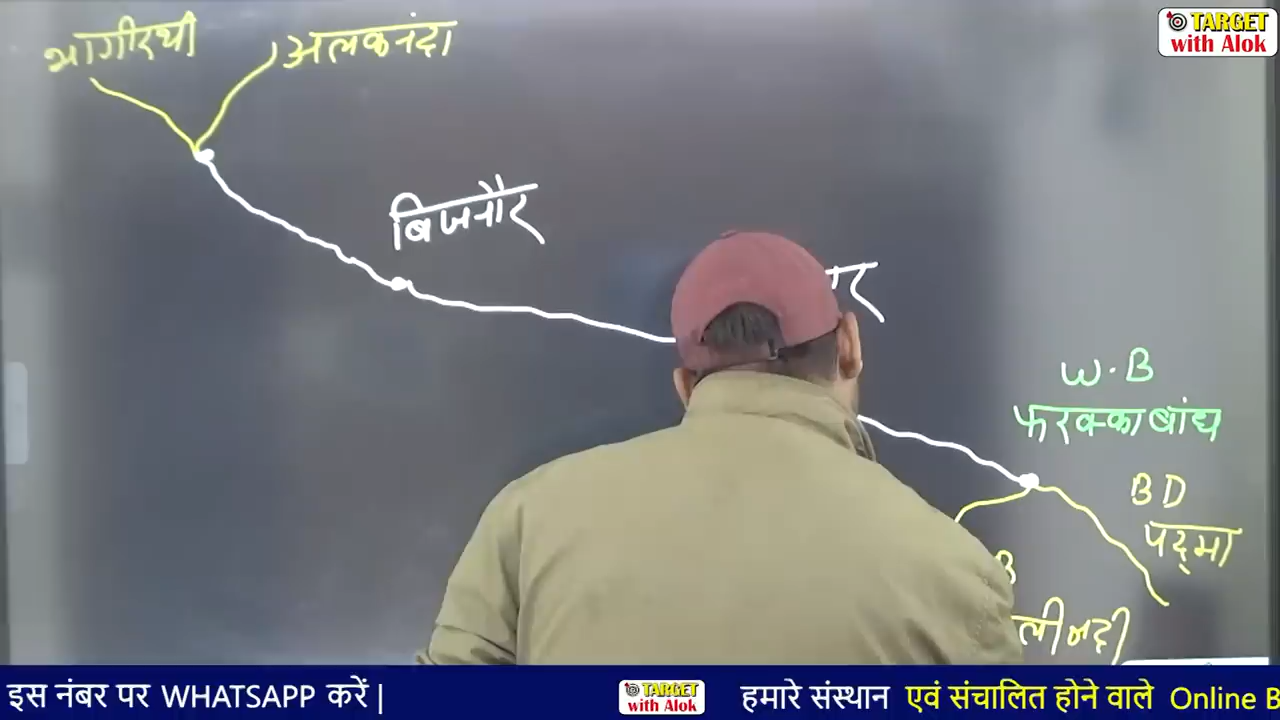 भागीरथी अलकनंदा
TARGET
with Alok
बिजनौर
W.B
फरक्का बांध
BD
पद्मा
B
ली नदी
इस नंबर पर WHATSAPP करें |
TARGET
with Alok
हमारे संस्थान एवं संचालित होने वाले Online B